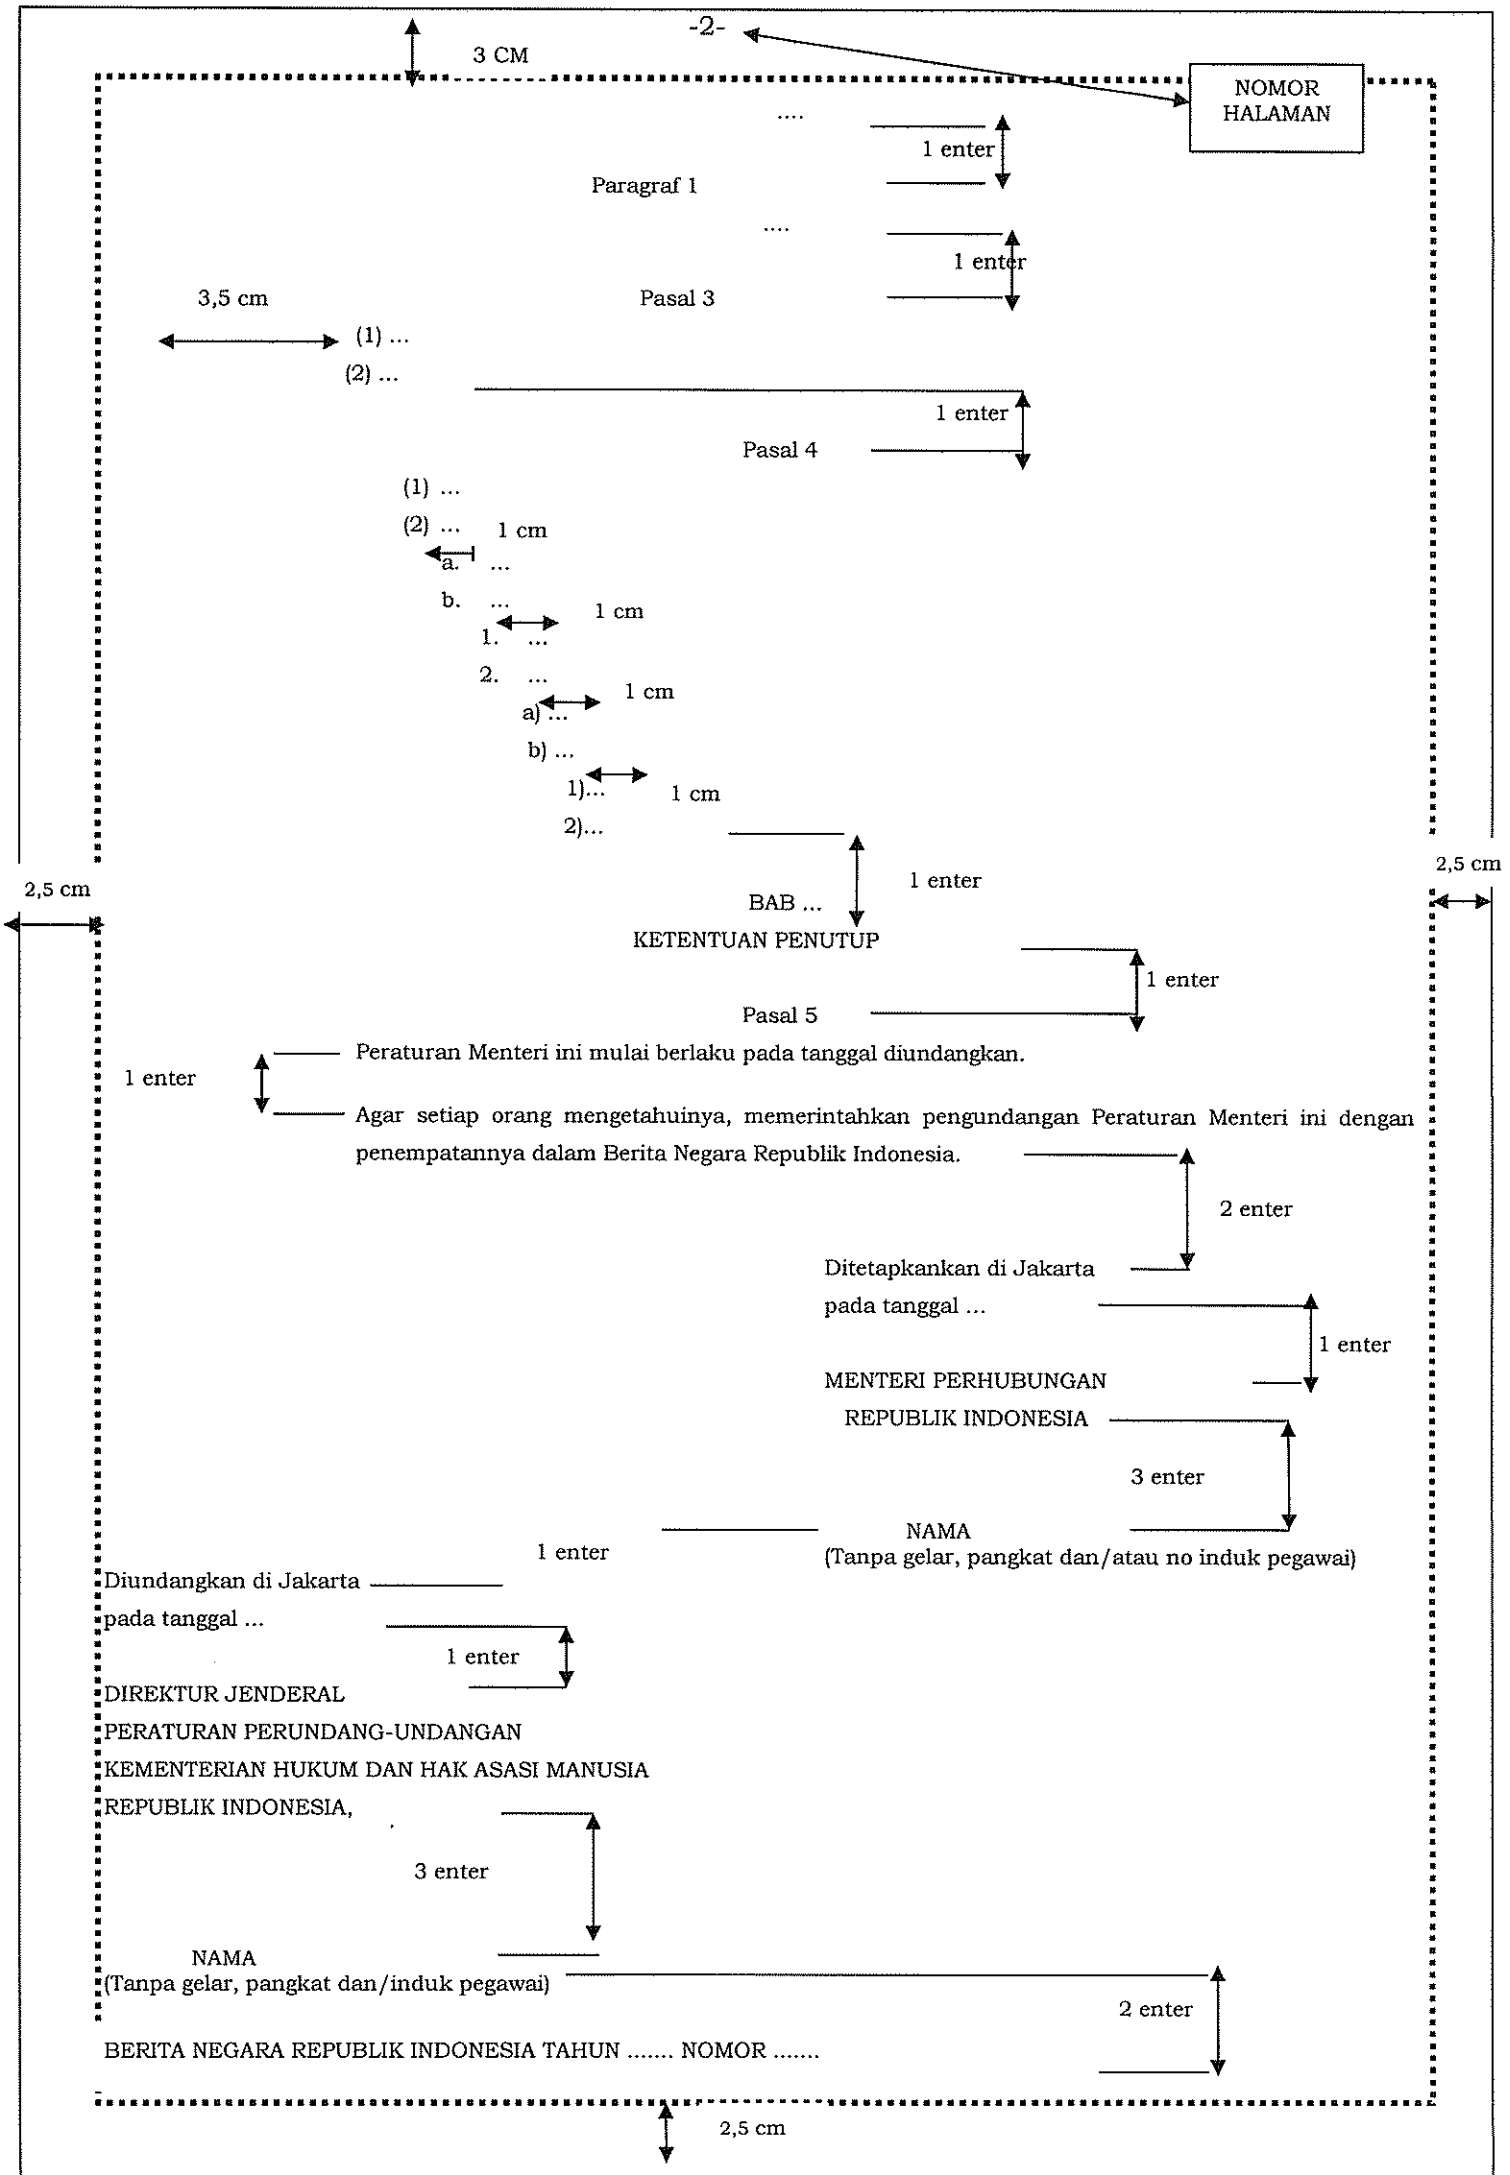 -2-
3 CM
NOMOR
HALAMAN
....
1 enter
Paragraf 1
....
1 enter
3,5 cm
Pasal 3
(1) ...
(2) ...
1 enter
Pasal 4
(1) ...
(2) ...
1 cm
a. ...
b. ...
1 cm
1. ...
2. ...
1 cm
a) ...
b) ...
1)...
1 cm
2)...
2,5 cm
2,5 cm
1 enter
BAB ...
KETENTUAN PENUTUP
1 enter
Pasal 5
Peraturan Menteri ini mulai berlaku pada tanggal diundangkan.
1 enter
Agar setiap orang mengetahuinya, memerintahkan pengundangan Peraturan Menteri ini dengan
penempatannya dalam Berita Negara Republik Indonesia.
2 enter
Ditetapkankan di Jakarta
pada tanggal ...
1 enter
MENTERI PERHUBUNGAN
REPUBLIK INDONESIA
3 enter
NAMA
(Tanpa gelar, pangkat dan/atau no induk pegawai)
1 enter
Diundangkan di Jakarta
pada tanggal ...
1 enter
DIREKTUR JENDERAL
PERATURAN PERUNDANG-UNDANGAN
KEMENTERIAN HUKUM DAN HAK ASASI MANUSIA
REPUBLIK INDONESIA,
3 enter
NAMA
(Tanpa gelar, pangkat dan/induk pegawai)
2 enter
BERITA NEGARA REPUBLIK INDONESIA TAHUN ....... NOMOR .......
2,5 cm